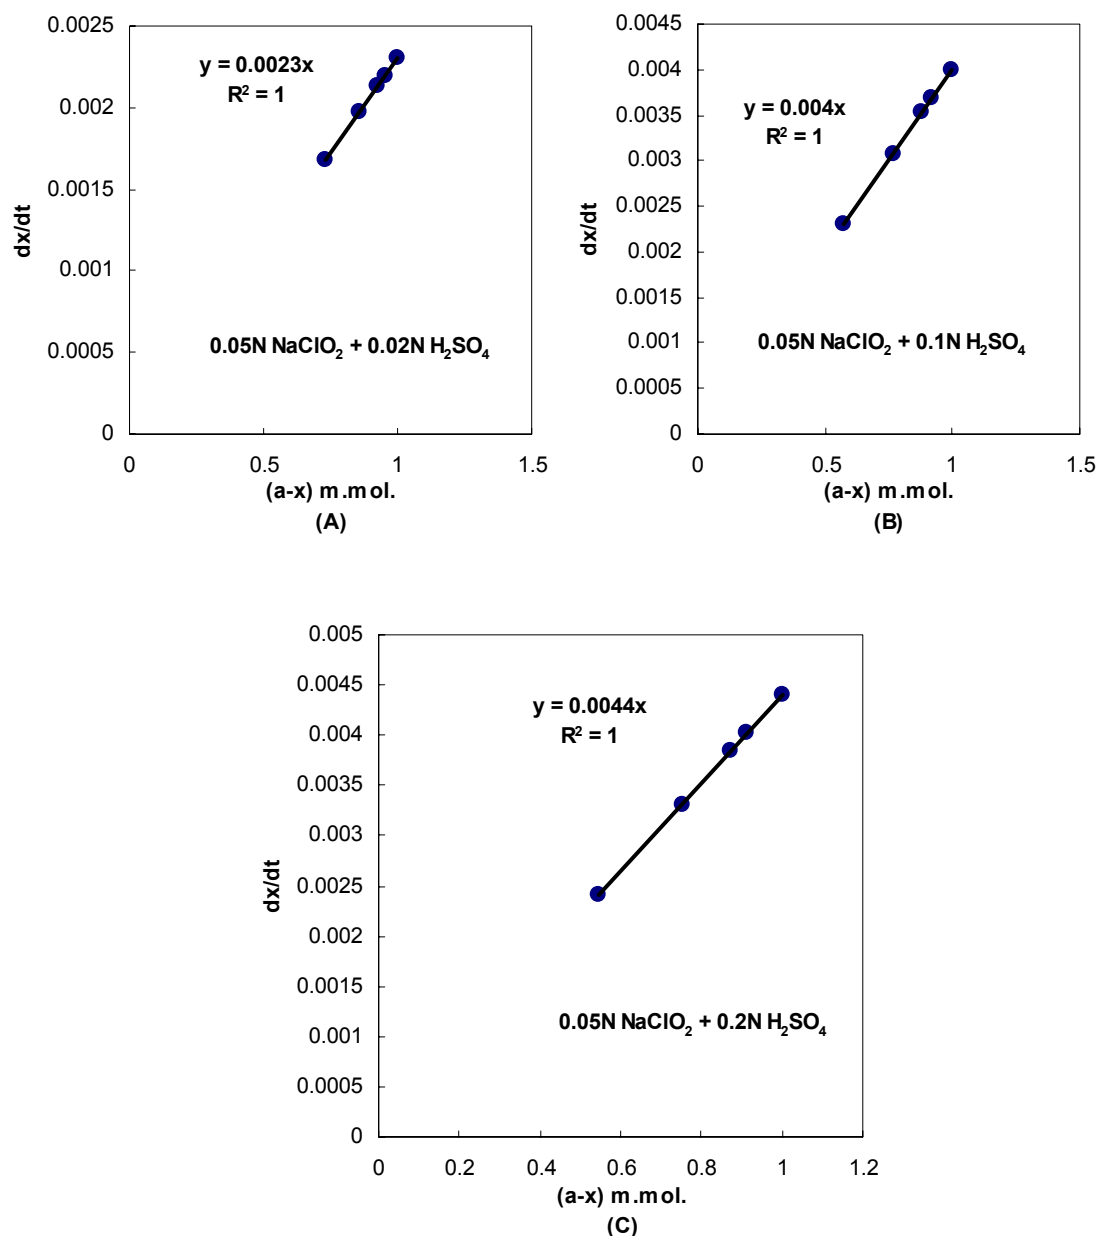 0.0025
0.002
0.0015
0.001
0.0005
0
dx/dt
y = 0.0023x
R² = 1
0.05N NaClO₂ + 0.02N H₂SO₄
0 0.5 1 1.5
(a-x) m.mol.
(A)
0.0045
0.004
0.0035
0.003
0.0025
0.002
0.0015
0.001
0.0005
0
dx/dt
y = 0.004x
R² = 1
0.05N NaClO₂ + 0.1N H₂SO₄
0 0.5 1 1.5
(a-x) m.mol.
(B)
0.005
0.0045
0.004
0.0035
0.003
0.0025
0.002
0.0015
0.001
0.0005
0
dx/dt
y = 0.0044x
R² = 1
0.05N NaClO₂ + 0.2N H₂SO₄
0 0.2 0.4 0.6 0.8 1 1.2
(a-x) m.mol.
(C)